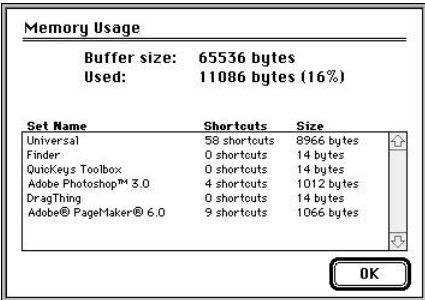 Memory Usage
Buffer size: 65536 bytes
Used: 11086 bytes (16%)
Set Name Shortcuts Size
Universal 58 shortcuts 8966 bytes
Finder 0 shortcuts 14 bytes
QuicKeys Toolbox 0 shortcuts 14 bytes
Adobe Photoshop™ 3.0 4 shortcuts 1012 bytes
DragThing 0 shortcuts 14 bytes
Adobe® PageMaker® 6.0 9 shortcuts 1066 bytes
OK